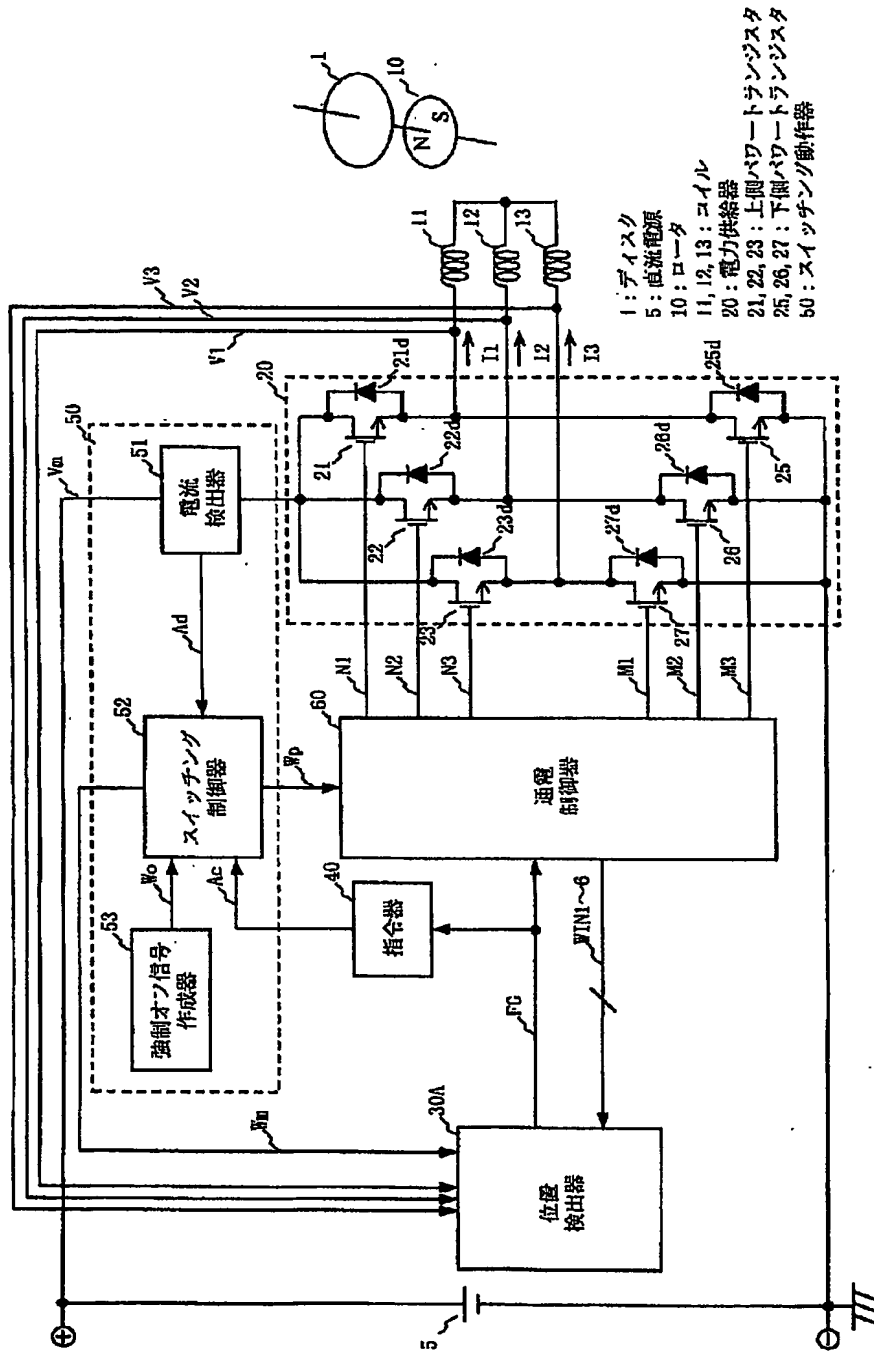 Vm
50
51
電流
検出器
Ad
52
スイッチング
制御器
Wo
Ac
53
強制オン信号
作成器
Wm
Wp
40
指令器
FG
30A
位置
検出器
WIN1~6
60
通電
制御器
N1
N2
N3
M1
M2
M3
V3
V2
V1
20
21
21d
22
22d
23
23d
25
25d
26
26d
27
27d
I1
I2
I3
11
12
13
1
10
N
S
5
⊕
⊖
1:ディスク
5:直流電源
10:ロータ
11,12,13:コイル
20:電力供給器
21,22,23:上側パワートランジスタ
25,26,27:下側パワートランジスタ
50:スイッチング動作器